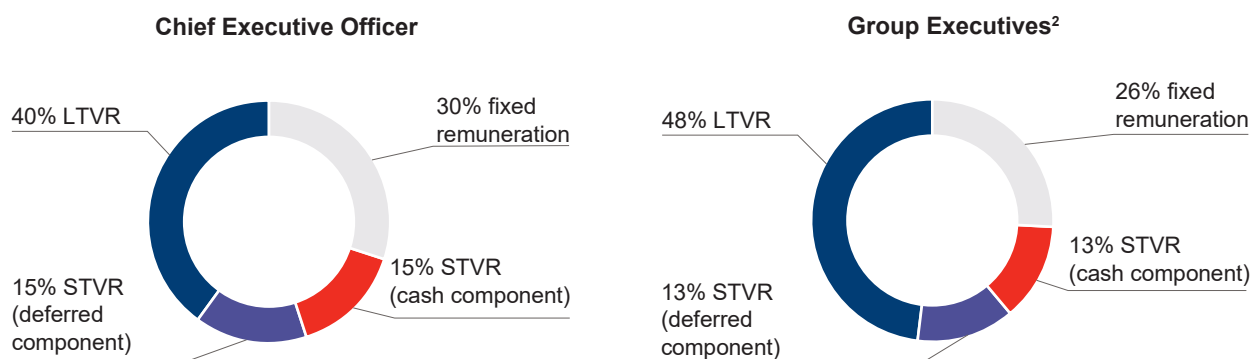 Chief Executive Officer
40% LTVR
30% fixed
remuneration
15% STVR
(cash component)
15% STVR
(deferred
component)
Group Executives²
48% LTVR
26% fixed
remuneration
13% STVR
(cash component)
13% STVR
(deferred
component)